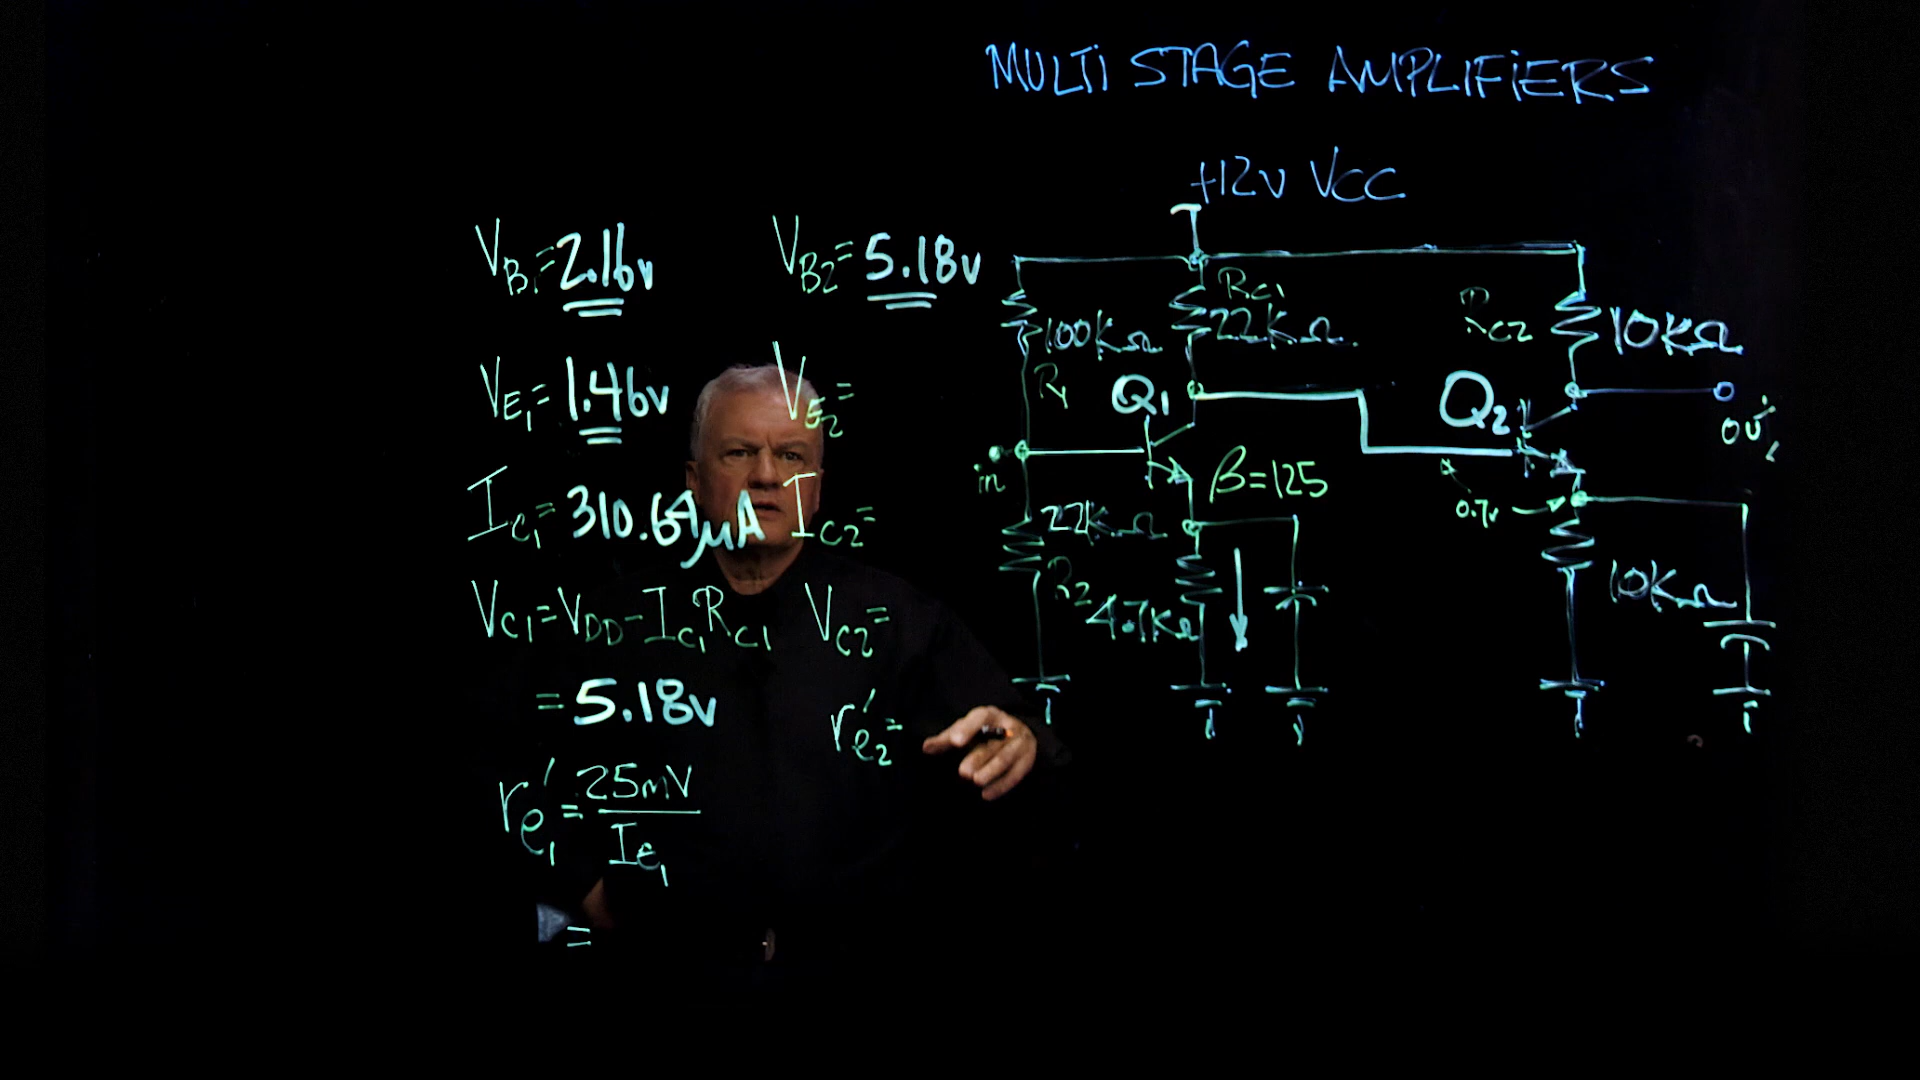 MULTI STAGE AMPLIFIERS
+12v VCC
VB1=2.16v
VE1=1.46v
IC1=310.64μA
VC1=VDD-IC1RC1
=5.18v
r'e1=25mV/Ie1
=
VB2=5.18v
VE2=
IC2=
VC2=
r'e2=
RC1
22KΩ
100KΩ
R1
Q1
in
β=125
22KΩ
R2
4.7KΩ
RC2
10KΩ
Q2
0.7v
10KΩ